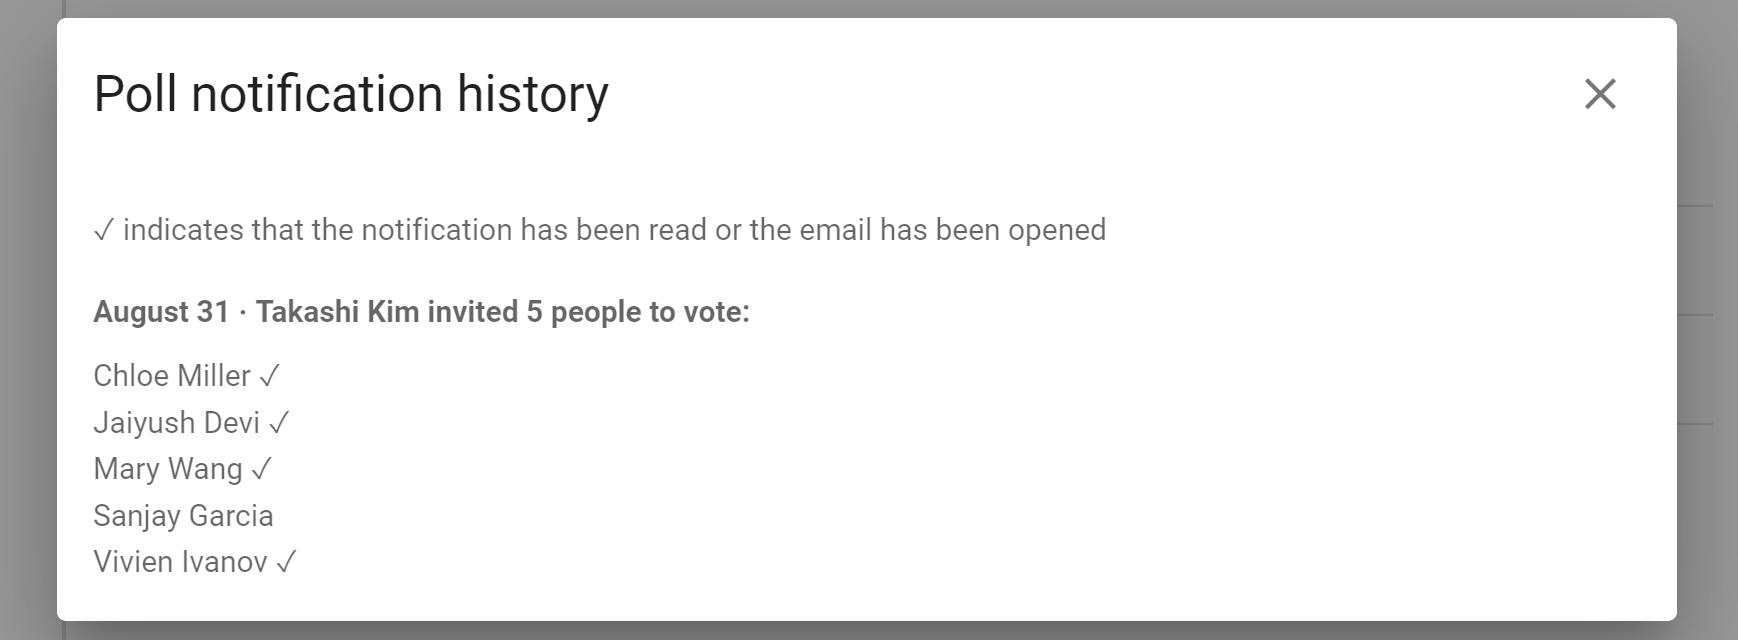 Poll notification history
✓ indicates that the notification has been read or the email has been opened
August 31 · Takashi Kim invited 5 people to vote:
Chloe Miller ✓
Jaiyush Devi ✓
Mary Wang ✓
Sanjay Garcia
Vivien Ivanov ✓